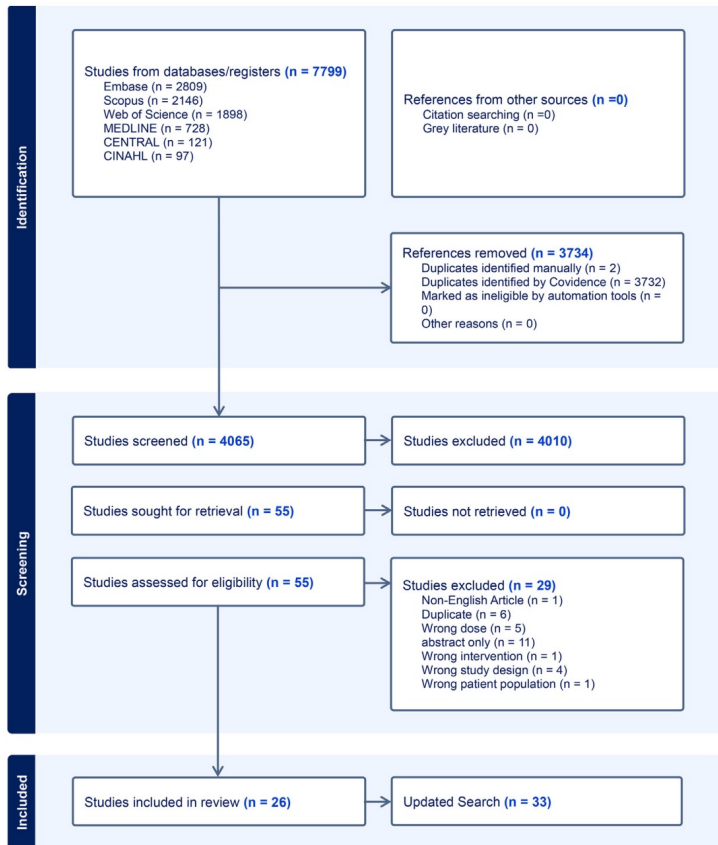 Identification
Studies from databases/registers (n = 7799)
Embase (n = 2809)
Scopus (n = 2146)
Web of Science (n = 1898)
MEDLINE (n = 728)
CENTRAL (n = 121)
CINAHL (n = 97)
References from other sources (n =0)
Citation searching (n =0)
Grey literature (n = 0)
References removed (n = 3734)
Duplicates identified manually (n = 2)
Duplicates identified by Covidence (n = 3732)
Marked as ineligible by automation tools (n =
0)
Other reasons (n = 0)
Screening
Studies screened (n = 4065)
Studies excluded (n = 4010)
Studies sought for retrieval (n = 55)
Studies not retrieved (n = 0)
Studies assessed for eligibility (n = 55)
Studies excluded (n = 29)
Non-English Article (n = 1)
Duplicate (n = 6)
Wrong dose (n = 5)
abstract only (n = 11)
Wrong intervention (n = 1)
Wrong study design (n = 4)
Wrong patient population (n = 1)
Included
Studies included in review (n = 26)
Updated Search (n = 33)